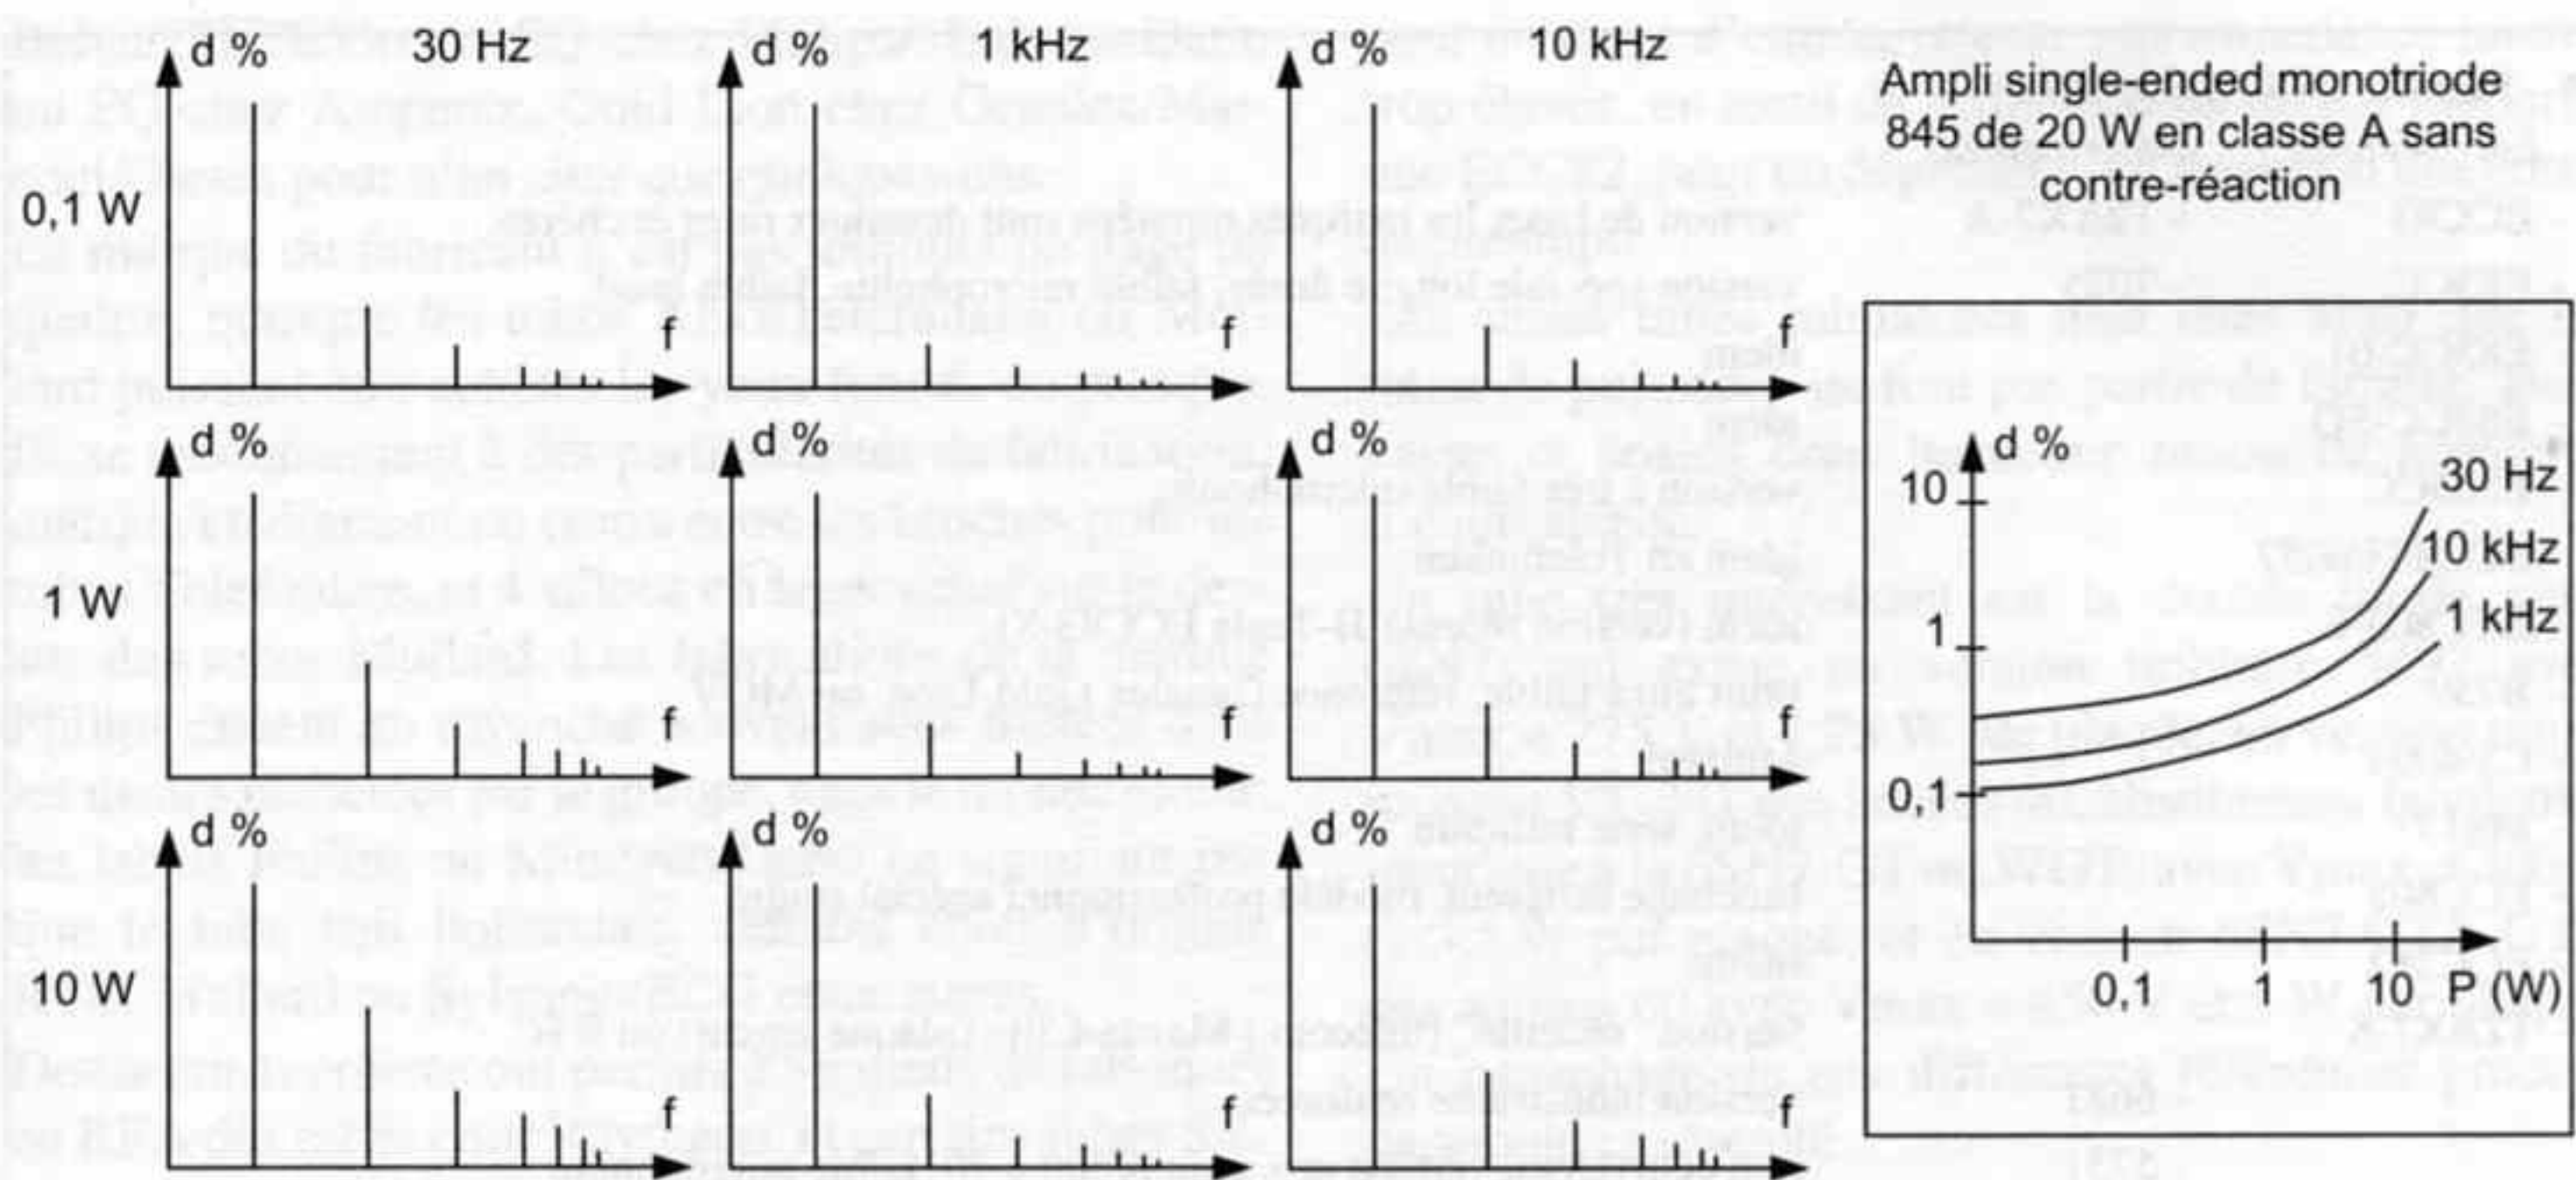 d %
30 Hz
d %
1 kHz
d %
10 kHz
0,1 W
f
f
f
Ampli single-ended monotriode
845 de 20 W en classe A sans
contre-réaction
d %
d %
d %
1 W
f
f
f
d %
d %
d %
10 W
f
f
f
d %
10
1
0,1
30 Hz
10 kHz
1 kHz
0,1
1
10
P (W)